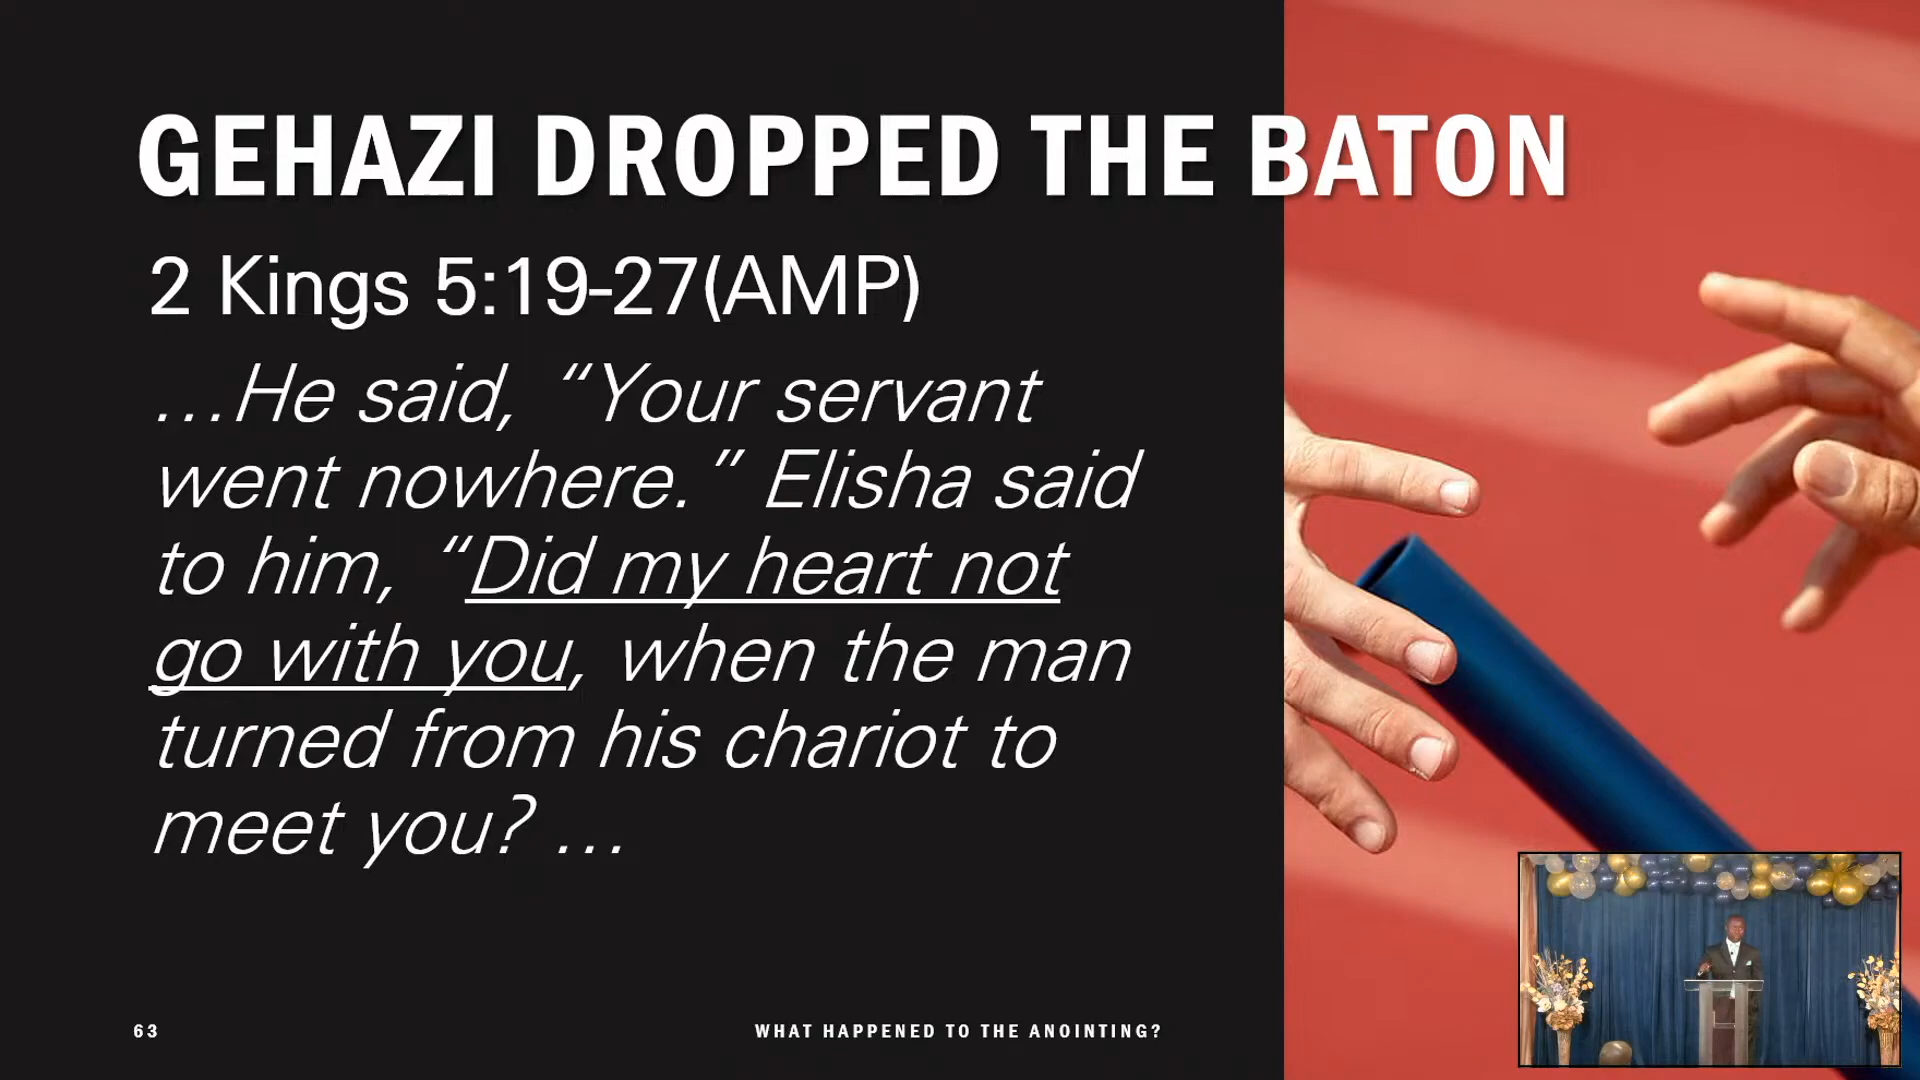 GEHAZI DROPPED THE BATON
2 Kings 5:19-27(AMP)
…He said, “Your servant
went nowhere.” Elisha said
to him, “Did my heart not
go with you, when the man
turned from his chariot to
meet you? …
63
WHAT HAPPENED TO THE ANOINTING?